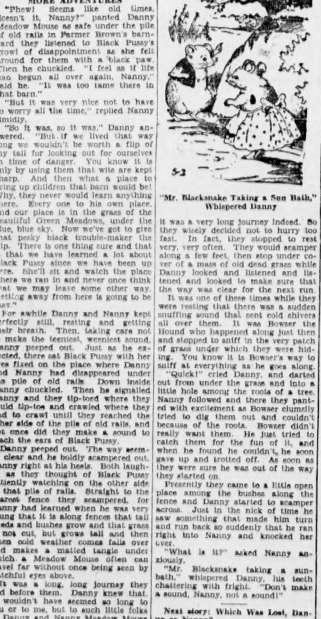 MORE ADVENTURES
"Phew! Seems like old times,
doesn't it, Nanny?" panted Danny
Meadow Mouse as safe under the pile
of old rails in Farmer Brown's barn-
yard they listened to Black Pussy's
yowl of disappointment as she felt
around for them with a black paw.
Then he chuckled. "I feel as if life
has begun all over again, Nanny,"
said he. "It was too tame there in
that barn."
"But it was very nice not to have
to worry all the time," replied Nanny
timidly.
"So it was, so it was," Danny an-
swered. "But if we lived that way
long we wouldn't be worth a flip of
my tail for looking out for ourselves
in time of danger. You know it is
only by using them that wits are kept
sharp. And then what a place to
bring up children that barn would be!
Why, they would never learn anything
there. Every one to his own place.
And our place is in the grass of the
beautiful Green Meadows, under the
blue, blue sky. Now we've got to give
that pesky black trouble-maker the
slip. There is one thing sure and that
is that we have learned a lot about
Black Pussy since we have been up
here. She'll sit and watch the place
where we ran in and never once think
that we may leave some other way.
Getting away from here is going to be
easy."
For awhile Danny and Nanny kept
perfectly still, resting and getting
their breath. Then, taking care not
to make the teeniest, weeniest sound,
Danny peeped out. Just as he ex-
pected, there sat Black Pussy with her
eyes fixed on the place where Danny
and Nanny had disappeared under
the pile of old rails. Down inside
Danny chuckled. Then he signalled
Nanny and they tip-toed where they
could tip-toe and crawled where they
had to crawl until they reached the
other side of the pile of old rails, and
not once did they make a sound to
reach the ears of Black Pussy.
Danny peeped out. The way seem-
ed clear and he boldly scampered out,
Nanny right at his heels. Both laugh-
ed as they thought of Black Pussy
patiently watching on the other side
of that pile of rails. Straight to the
nearest fence they scampered, for
Danny had learned when he was very
young that it is along fences that tall
weeds and bushes grow and that grass
is not cut, but grows tall and then
when cold weather comes falls over
and makes a matted tangle under
which a Meadow Mouse often can
travel far without once being seen by
watchful eyes above.
It was a long, long journey they
had before them. Danny knew that.
It wouldn't have seemed so long to
you or to me, but to such little folks
as Danny and Nanny Meadow Mouse
"Mr. Blacksnake Taking a Sun Bath,"
Whispered Danny
it was a very long journey indeed. So
they wisely decided not to hurry too
fast. In fact, they stopped to rest
very, very often. They would scamper
along a few feet, then stop under co-
ver of a mass of old dead grass while
Danny looked and listened and lis-
tened and looked to make sure that
the way was clear for the next run.
It was one of these times while they
were resting that there was a sudden
snuffing sound that sent cold shivers
all over them. It was Bowser the
Hound who happened along just then
and stopped to sniff in the very patch
of grass under which they were hid-
ing. You know it is Bowser's way to
sniff at everything as he goes along.
"Quick!" cried Danny, and darted
out from under the grass and into a
little hole among the roots of a tree.
Nanny followed and there they pant-
ed with excitement as Bowser clumsily
tried to dig them out and couldn't
because of the roots. Bowser didn't
really want them. He just tried to
catch them for the fun of it, and
when he found he couldn't, he soon
gave up and trotted off. As soon as
they were sure he was out of the way
they started on.
Presently they came to a little open
place among the bushes along the
fence and Danny started to scamper
across. Just in the nick of time he
saw something that made him turn
and run back so suddenly that he ran
right into Nanny and knocked her
over.
"What is it?" asked Nanny an-
xiously.
"Mr. Blacksnake taking a sun-
bath," whispered Danny, his teeth
chattering with fright. "Don't make
a sound, Nanny, not a sound!"
Next story: Which Was Lost, Dan-